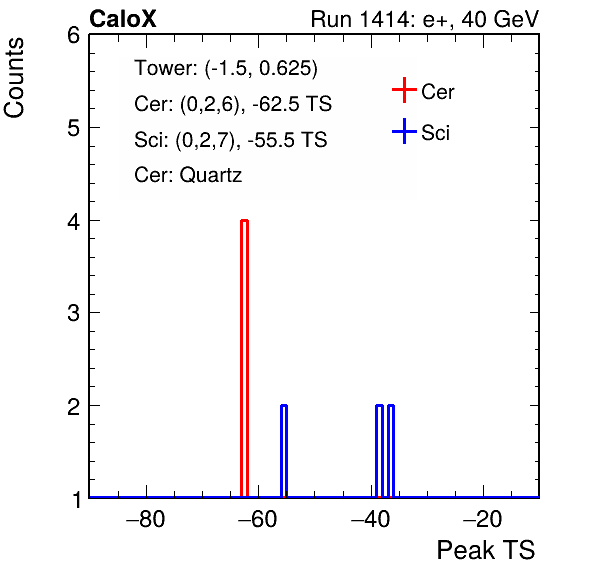 CaloX Run 1414: e+, 40 GeV
Counts
Tower: (-1.5, 0.625)
Cer: (0,2,6), -62.5 TS
Sci: (0,2,7), -55.5 TS
Cer: Quartz
Cer
Sci
6
5
4
3
2
1
−80 −60 −40 −20
Peak TS